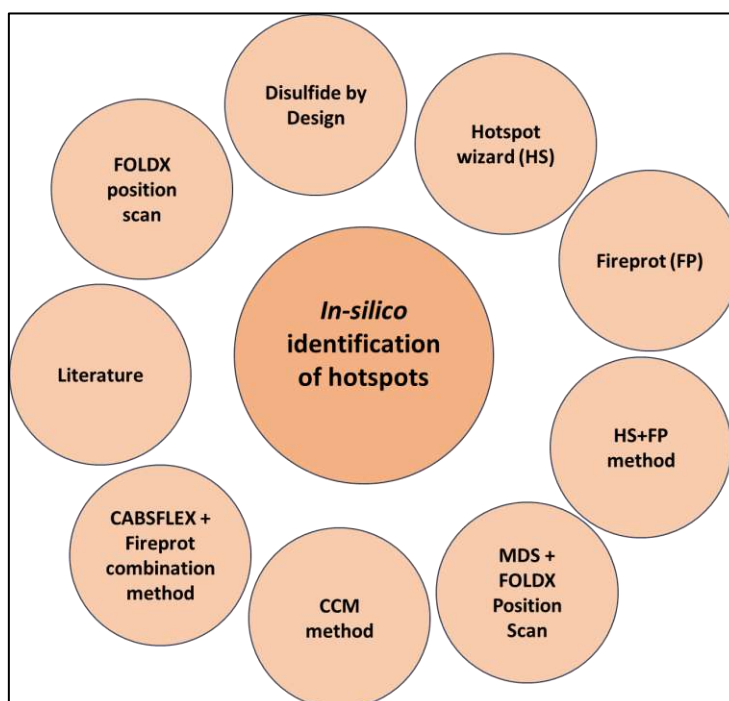 Disulfide by
Design
Hotspot
wizard (HS)
Fireprot (FP)
HS+FP
method
MDS +
FOLDX
Position
Scan
CCM
method
CABSFLEX +
Fireprot
combination
method
Literature
FOLDX
position
scan
In-silico
identification
of hotspots